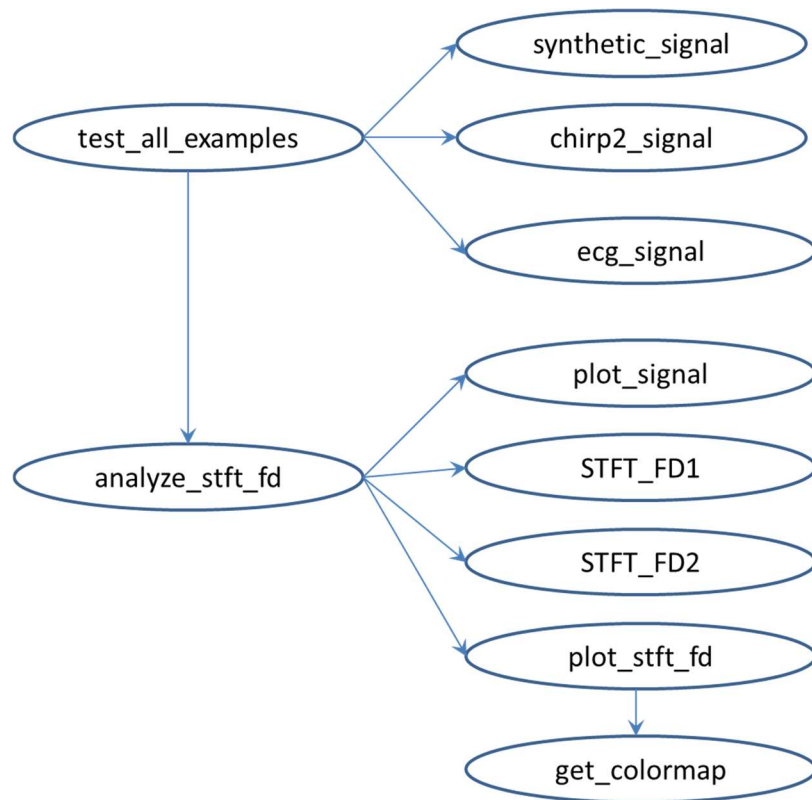 synthetic_signal
test_all_examples
chirp2_signal
ecg_signal
plot_signal
analyze_stft_fd
STFT_FD1
STFT_FD2
plot_stft_fd
get_colormap